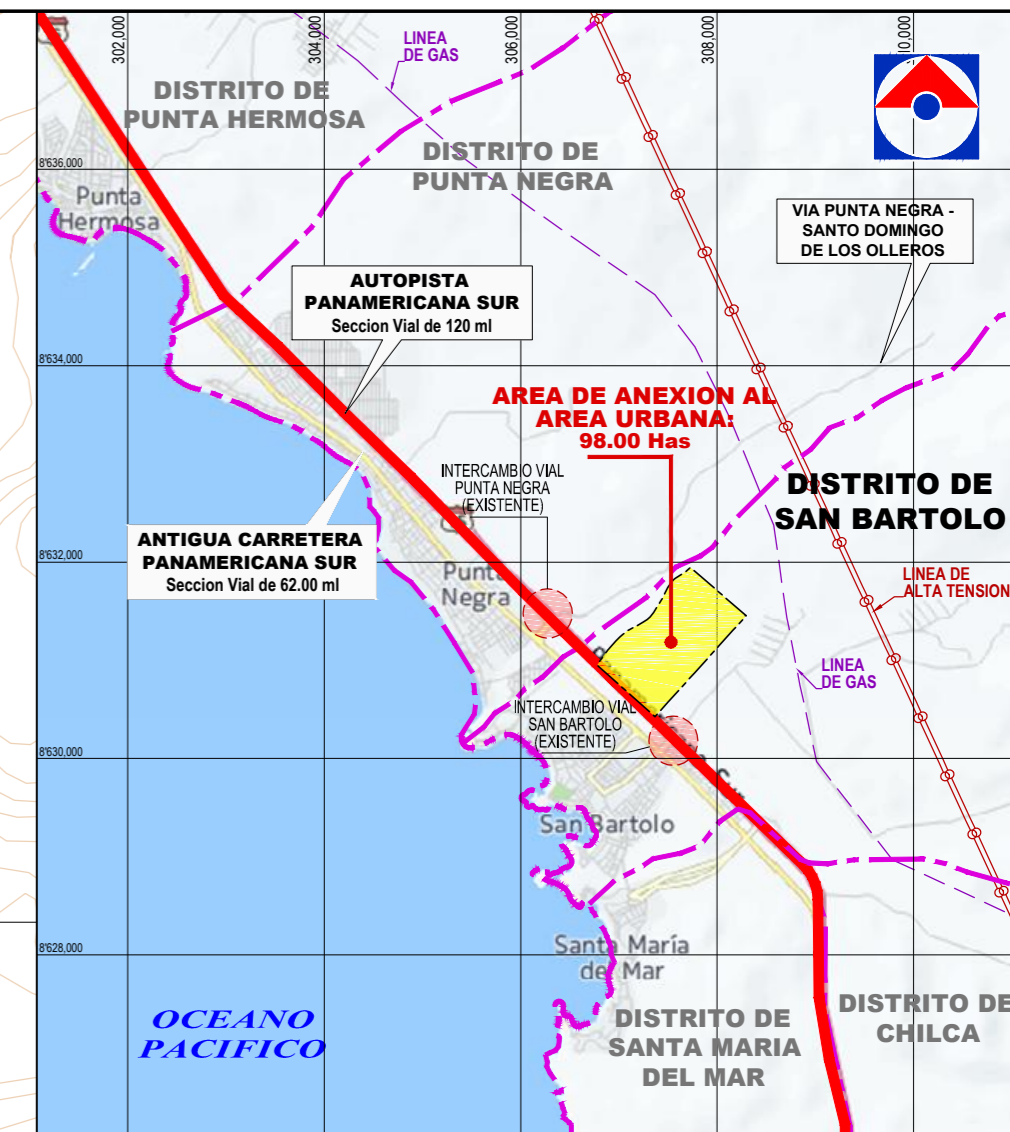 302,000
304,000
306,000
308,000
LINEA
DE GAS
DISTRITO DE
PUNTA HERMOSA
DISTRITO DE
PUNTA NEGRA
8'636,000
Punta
Hermosa
VIA PUNTA NEGRA -
SANTO DOMINGO
DE LOS OLLEROS
AUTOPISTA
PANAMERICANA SUR
Seccion Vial de 120 ml
8'634,000
AREA DE ANEXION AL
AREA URBANA:
98.00 Has
INTERCAMBIO VIAL
PUNTA NEGRA
(EXISTENTE)
DISTRITO DE
SAN BARTOLO
ANTIGUA CARRETERA
PANAMERICANA SUR
Seccion Vial de 62.00 ml
8'632,000
Punta
Negra
LINEA DE
ALTA TENSION
LINEA
DE GAS
INTERCAMBIO VIAL
SAN BARTOLO
(EXISTENTE)
8'630,000
San Bartolo
8'628,000
Santa María
del Mar
OCEANO
PACIFICO
DISTRITO DE
SANTA MARIA
DEL MAR
DISTRITO DE
CHILCA